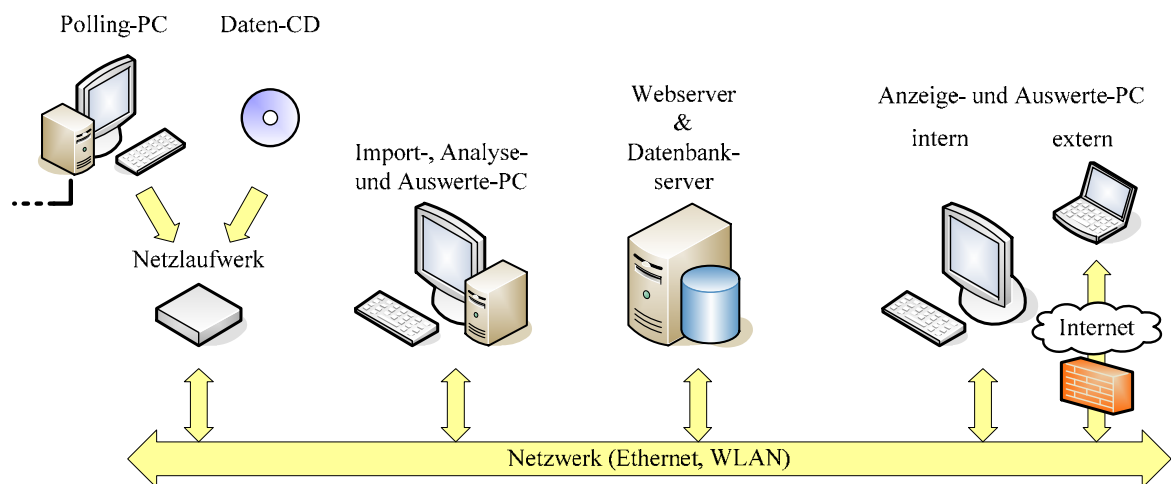 Polling-PC
Daten-CD
Netzlaufwerk
Import-, Analyse-
und Auswerte-PC
Webserver
&
Datenbank-
server
Anzeige- und Auswerte-PC
intern
extern
Internet
Netzwerk (Ethernet, WLAN)